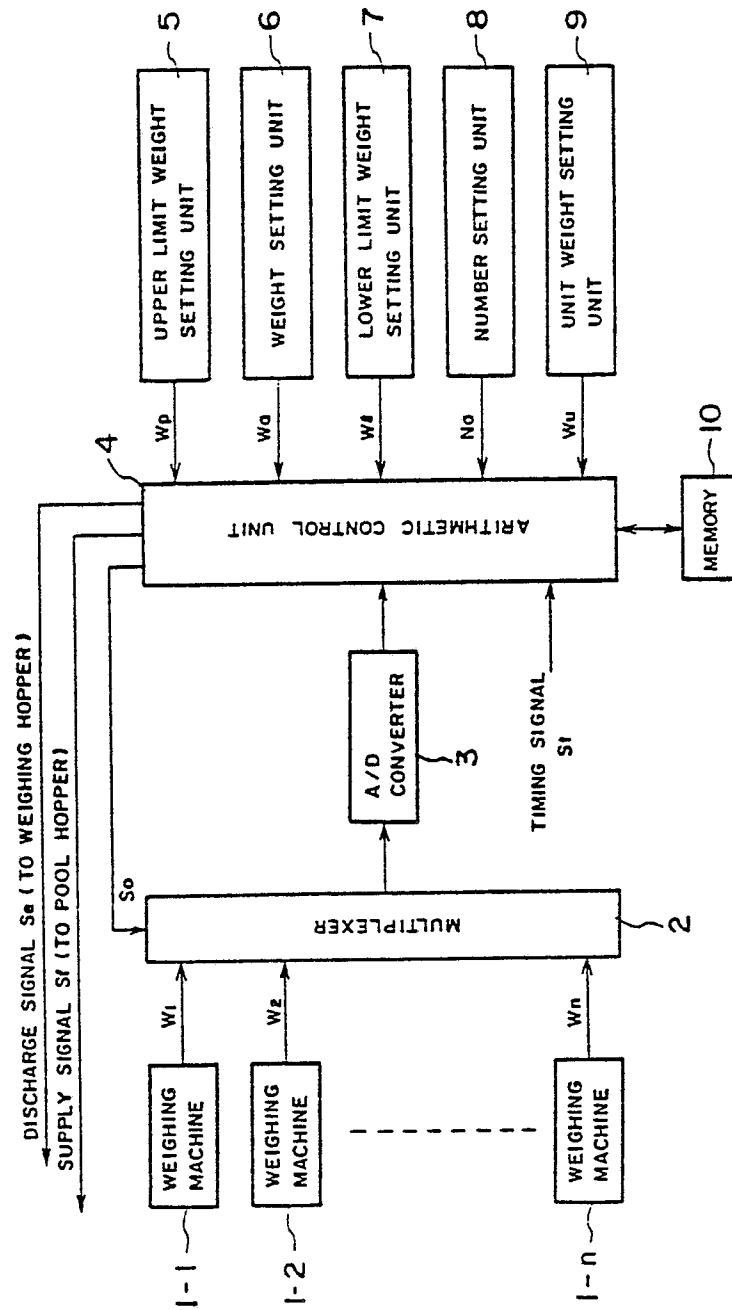 DISCHARGE SIGNAL Se (TO WEIGHING HOPPER)
SUPPLY SIGNAL Sf (TO POOL HOPPER)
So
4
1-1
WEIGHING
MACHINE
W1
1-2
WEIGHING
MACHINE
W2
1-n
WEIGHING
MACHINE
Wn
MULTIPLEXER
2
A/D
CONVERTER
3
TIMING SIGNAL
St
ARITHMETIC CONTROL UNIT
Wp
UPPER LIMIT WEIGHT
SETTING UNIT
5
Wa
WEIGHT SETTING UNIT
6
Wℓ
LOWER LIMIT WEIGHT
SETTING UNIT
7
Na
NUMBER SETTING UNIT
8
Wu
UNIT WEIGHT SETTING
UNIT
9
MEMORY
10